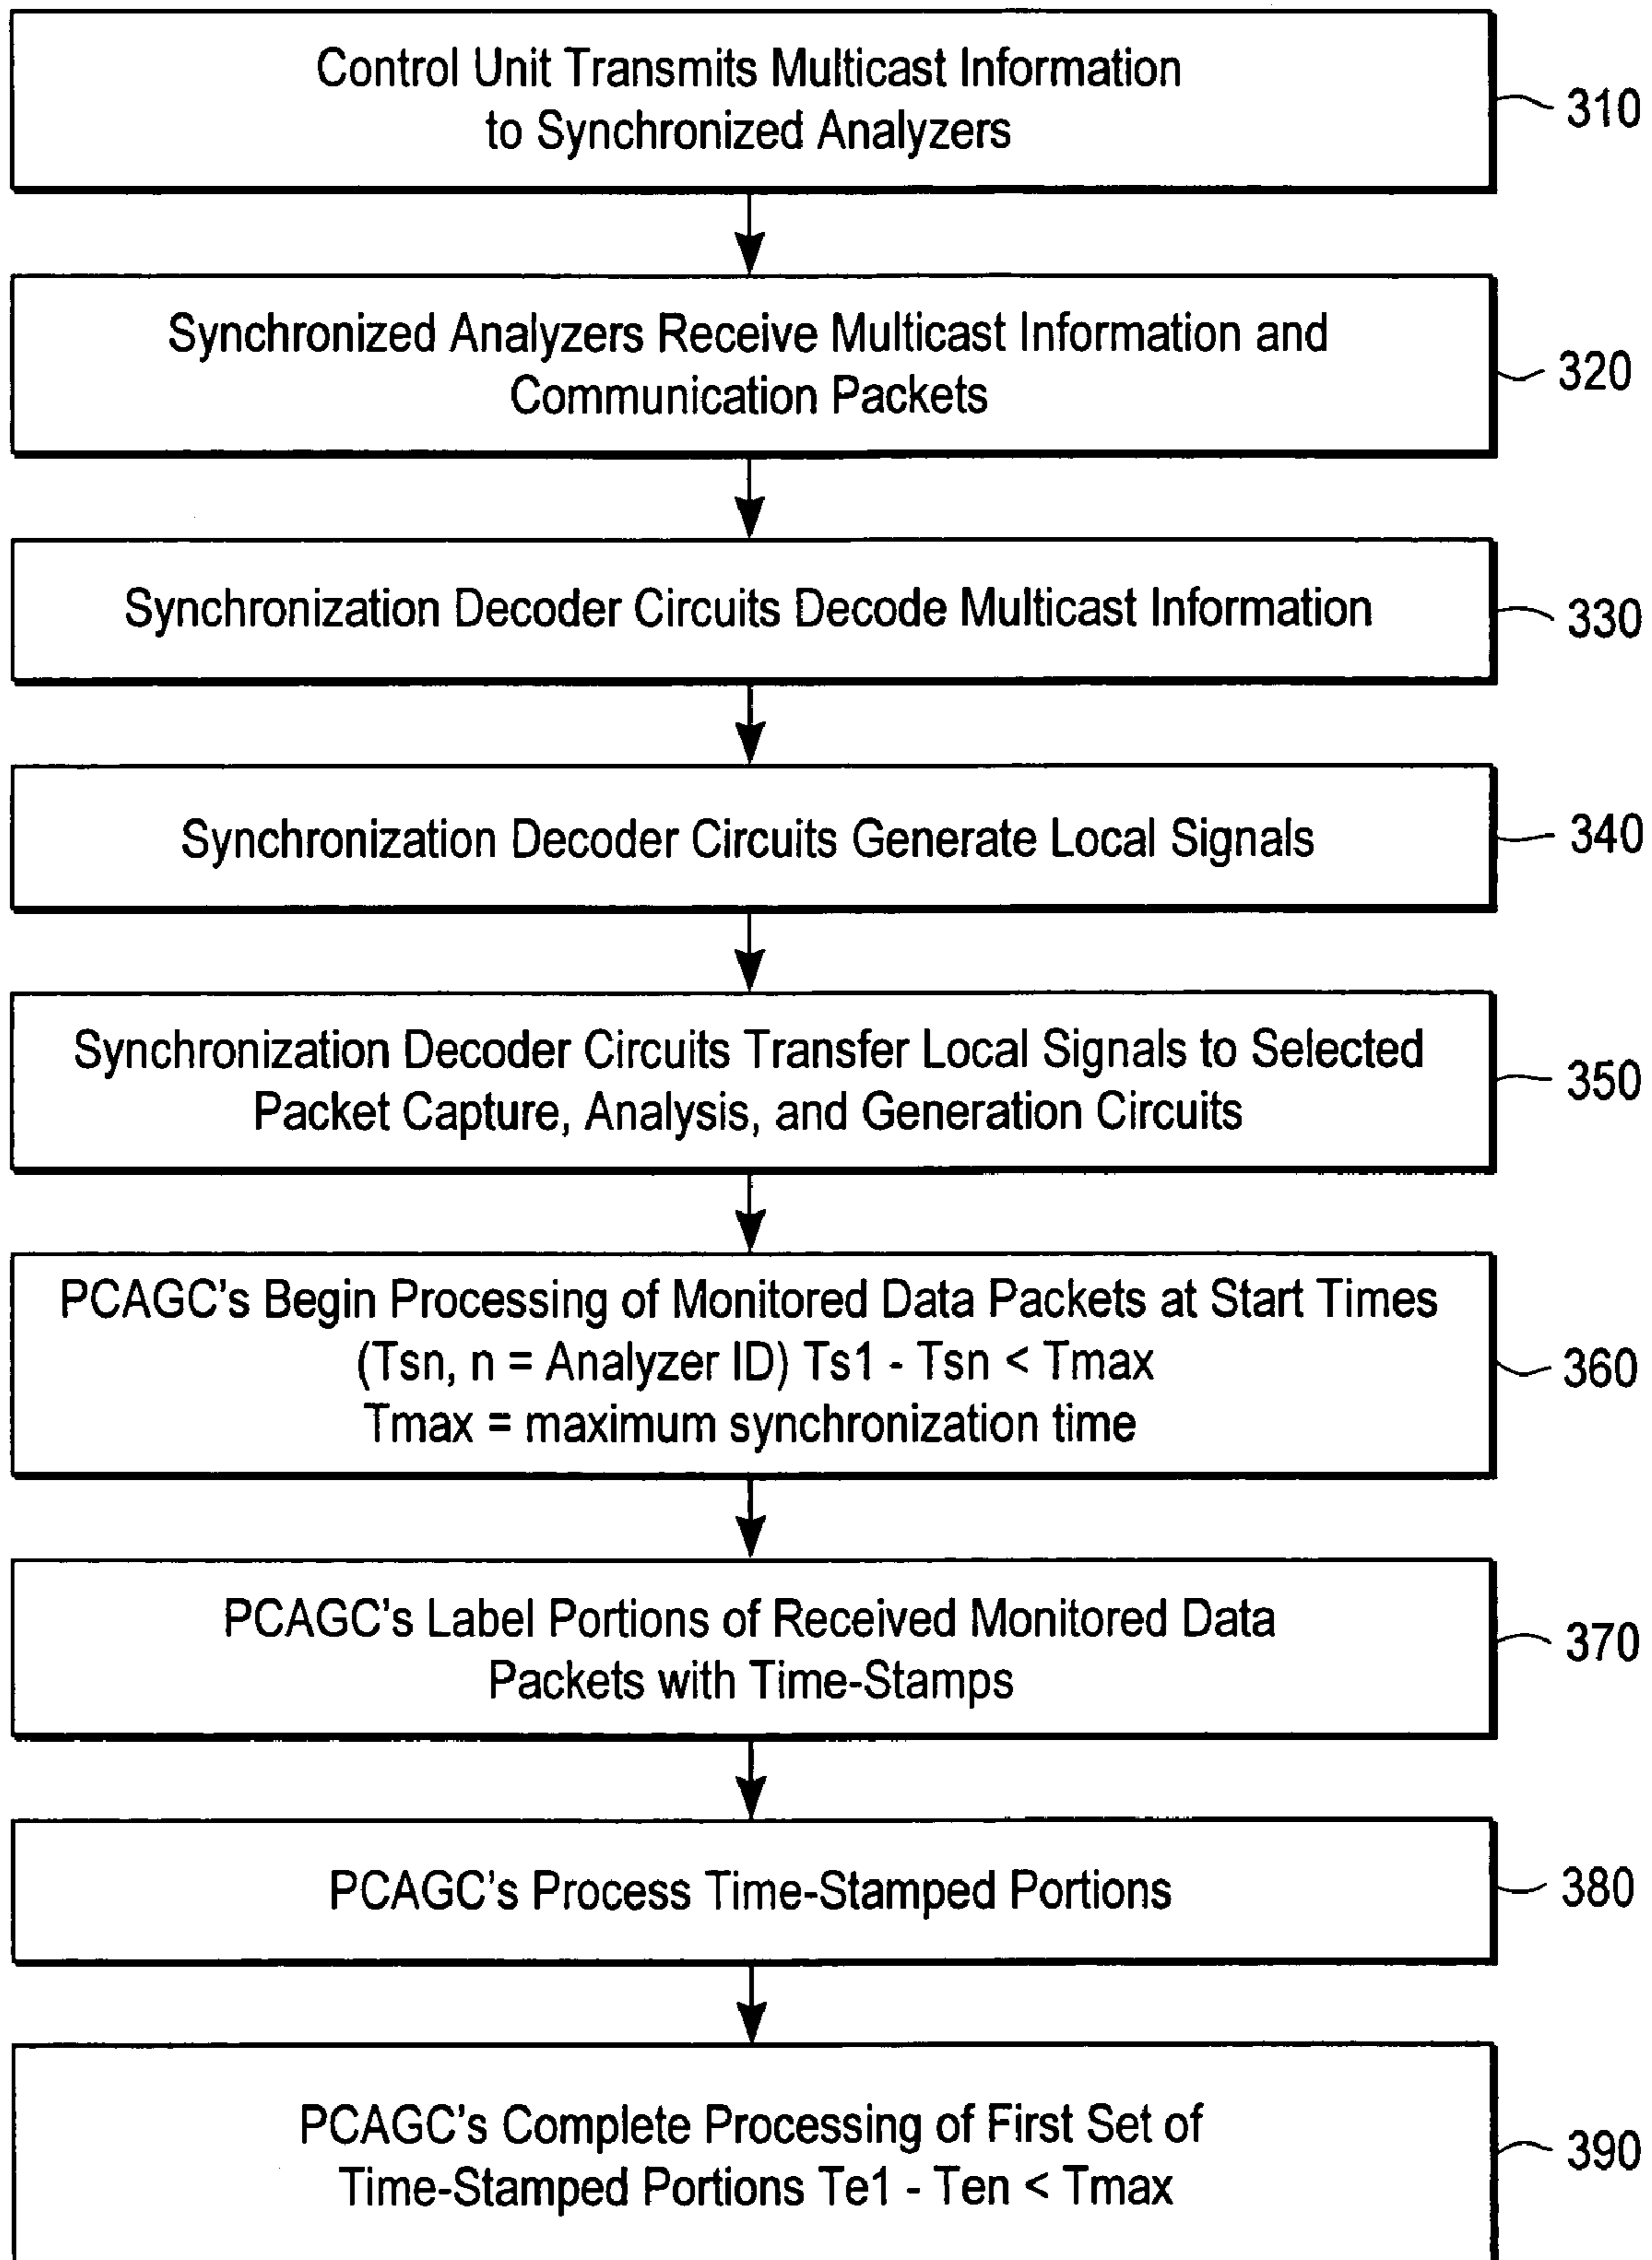 Control Unit Transmits Multicast Information
to Synchronized Analyzers
310
Synchronized Analyzers Receive Multicast Information and
Communication Packets
320
Synchronization Decoder Circuits Decode Multicast Information
330
Synchronization Decoder Circuits Generate Local Signals
340
Synchronization Decoder Circuits Transfer Local Signals to Selected
Packet Capture, Analysis, and Generation Circuits
350
PCAGC's Begin Processing of Monitored Data Packets at Start Times
(Tsn, n = Analyzer ID) Ts1 - Tsn < Tmax
Tmax = maximum synchronization time
360
PCAGC's Label Portions of Received Monitored Data
Packets with Time-Stamps
370
PCAGC's Process Time-Stamped Portions
380
PCAGC's Complete Processing of First Set of
Time-Stamped Portions Te1 - Ten < Tmax
390